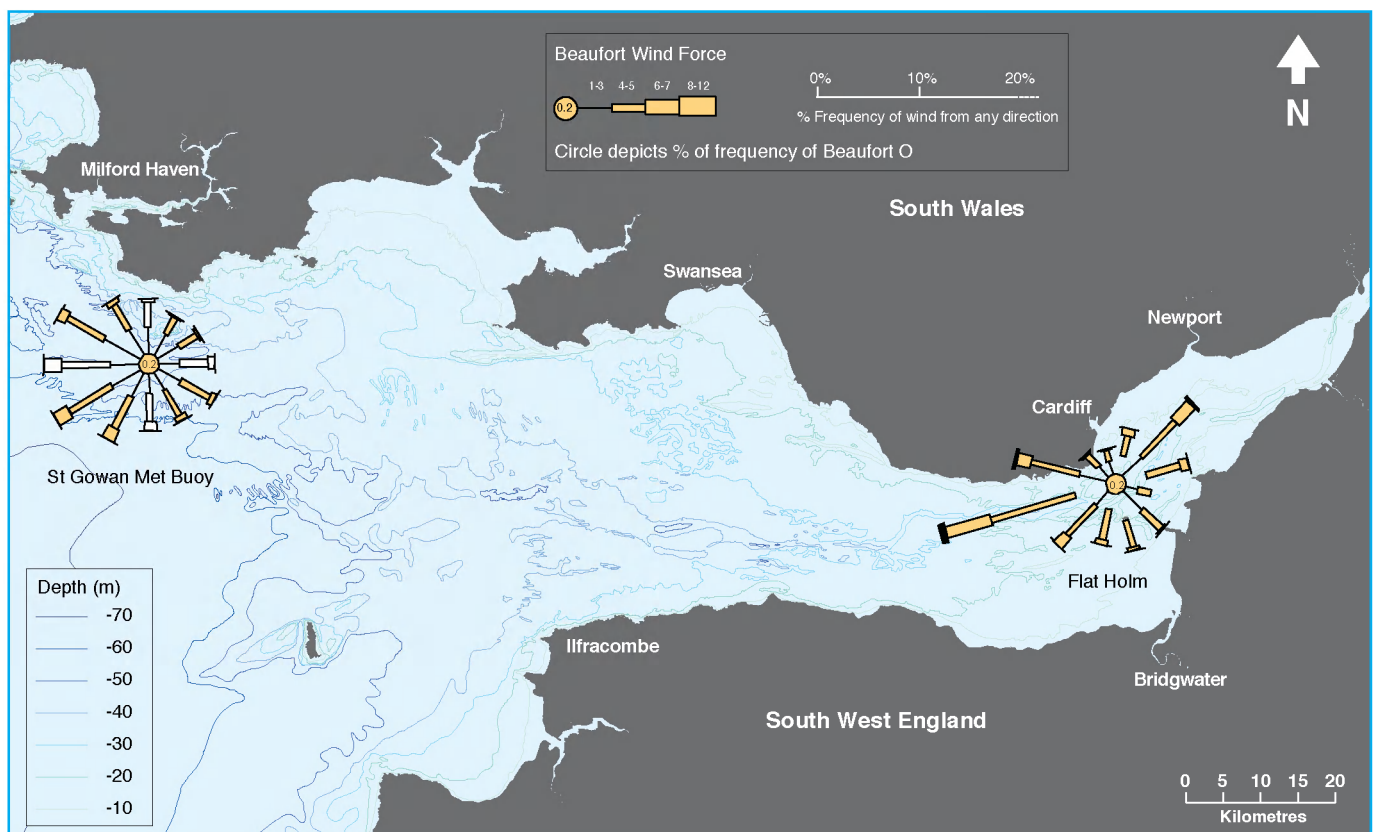 Beaufort Wind Force
1-3 4-5 6-7 8-12
0.2
0% 10% 20%
% Frequency of wind from any direction
Circle depicts % of frequency of Beaufort O
N
Milford Haven
South Wales
Swansea
Newport
0.2
Cardiff
St Gowan Met Buoy
0.2
Flat Holm
Depth (m)
-70
-60
-50
-40
-30
-20
-10
Ilfracombe
Bridgwater
South West England
0 5 10 15 20
Kilometres